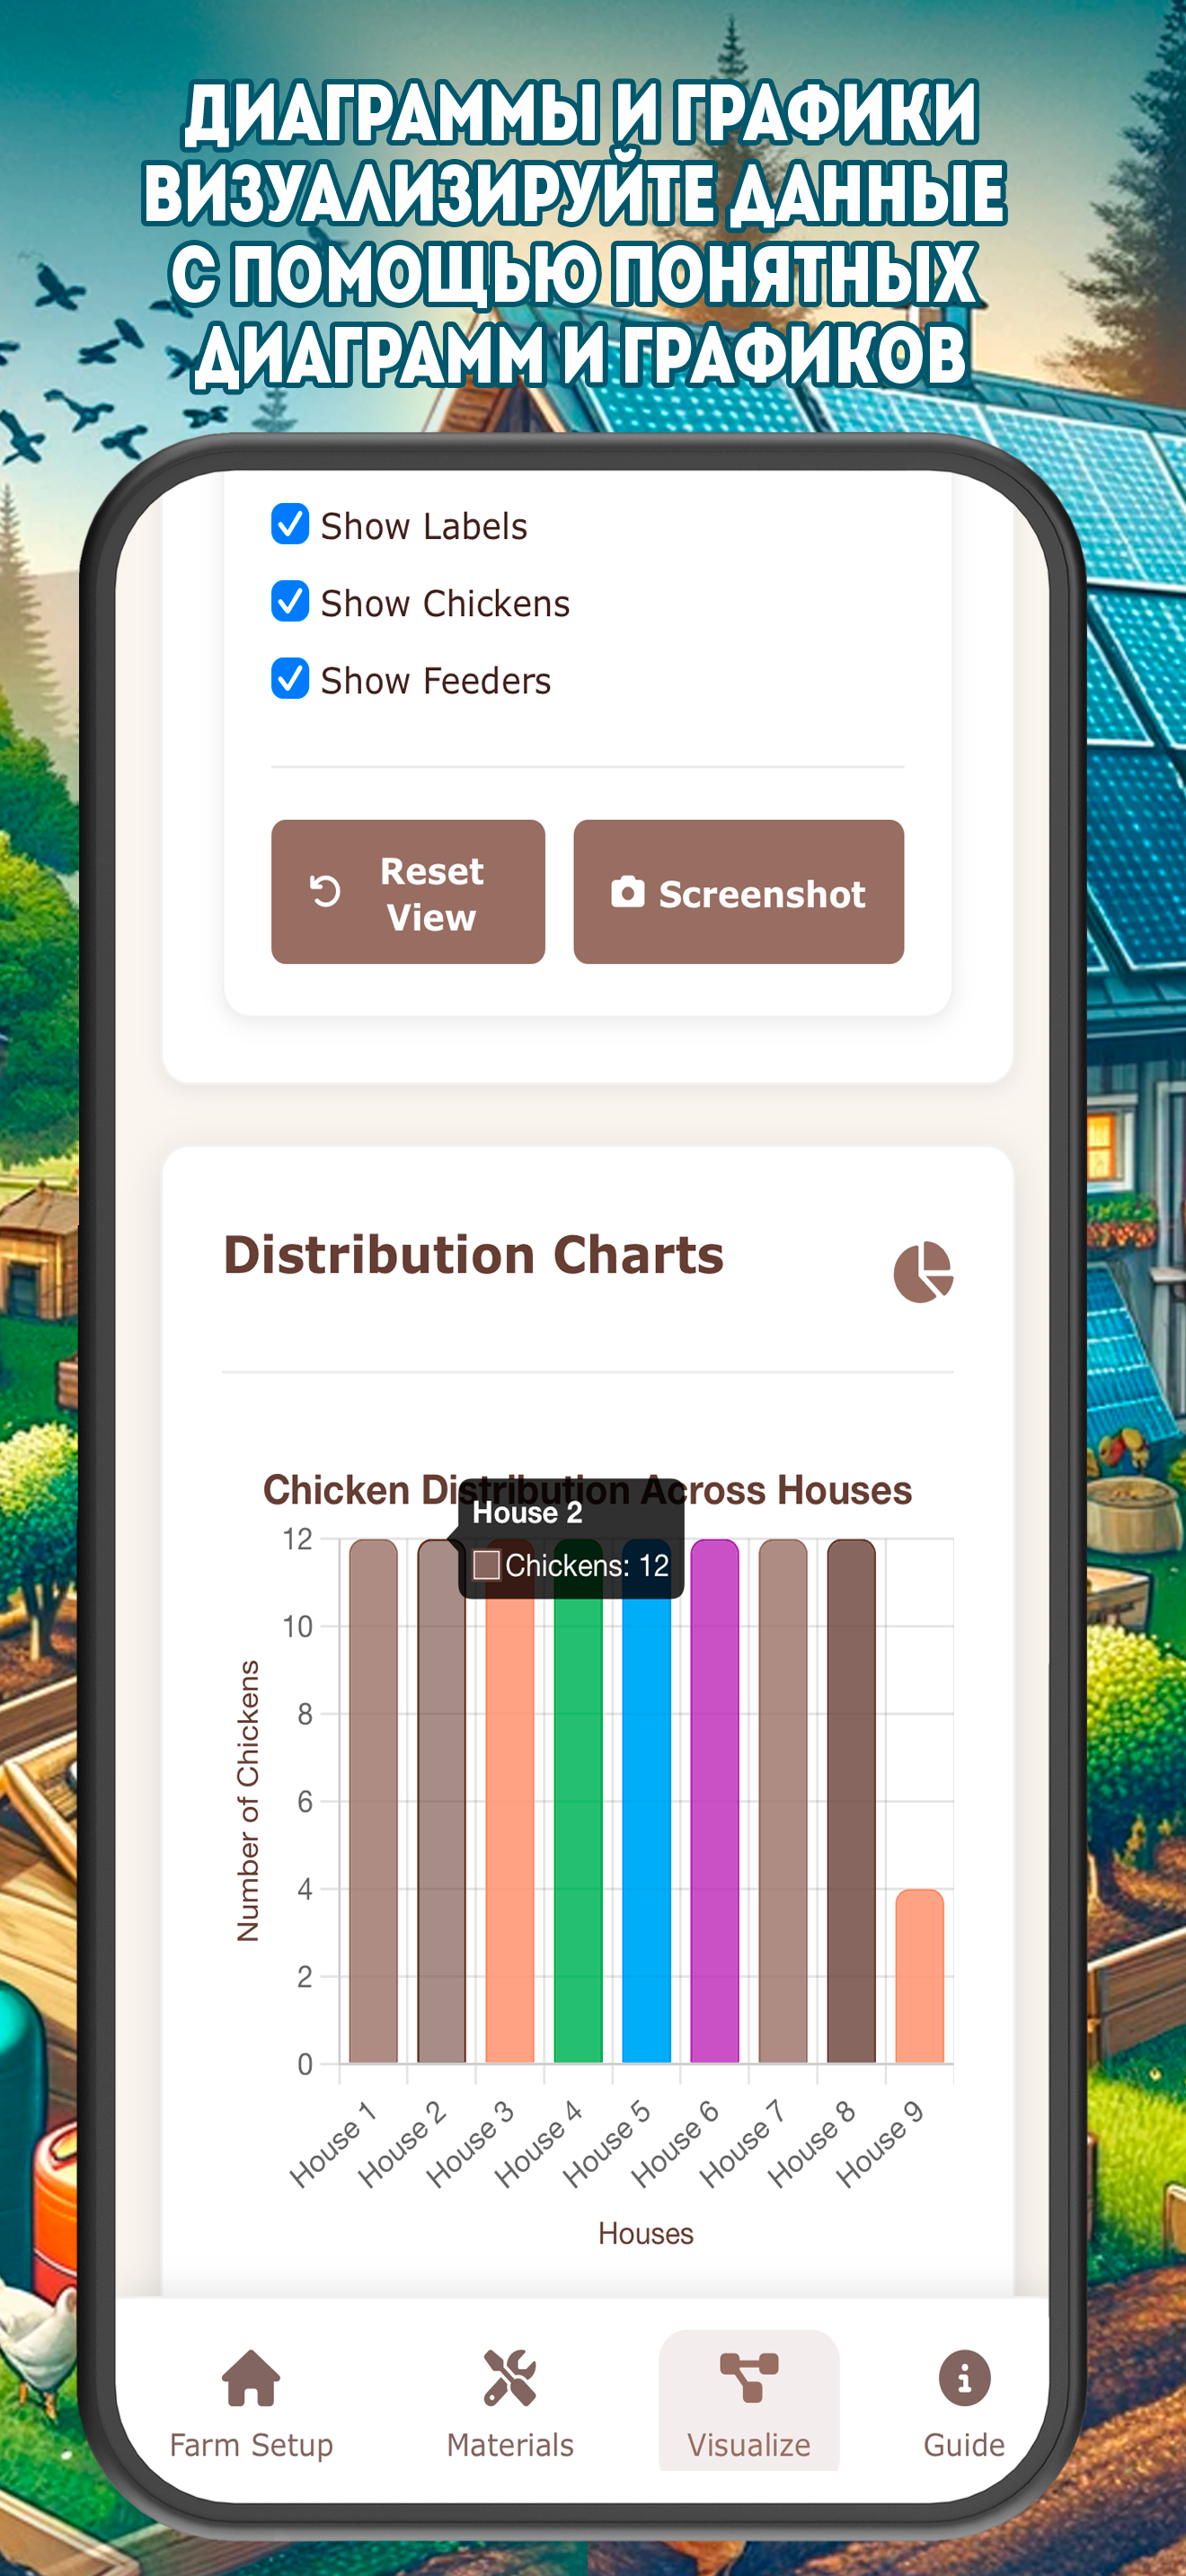 ДИАГРАММЫ И ГРАФИКИ
ВИЗУАЛИЗИРУЙТЕ ДАННЫЕ
С ПОМОЩЬЮ ПОНЯТНЫХ
ДИАГРАММ И ГРАФИКОВ
Show Labels
Show Chickens
Show Feeders
Reset
View
Screenshot
Distribution Charts
Chicken Distribution Across Houses
House 2
Chickens: 12
12
10
8
6
4
2
0
Number of Chickens
House 1
House 2
House 3
House 4
House 5
House 6
House 7
House 8
House 9
Houses
Farm Setup
Materials
Visualize
Guide